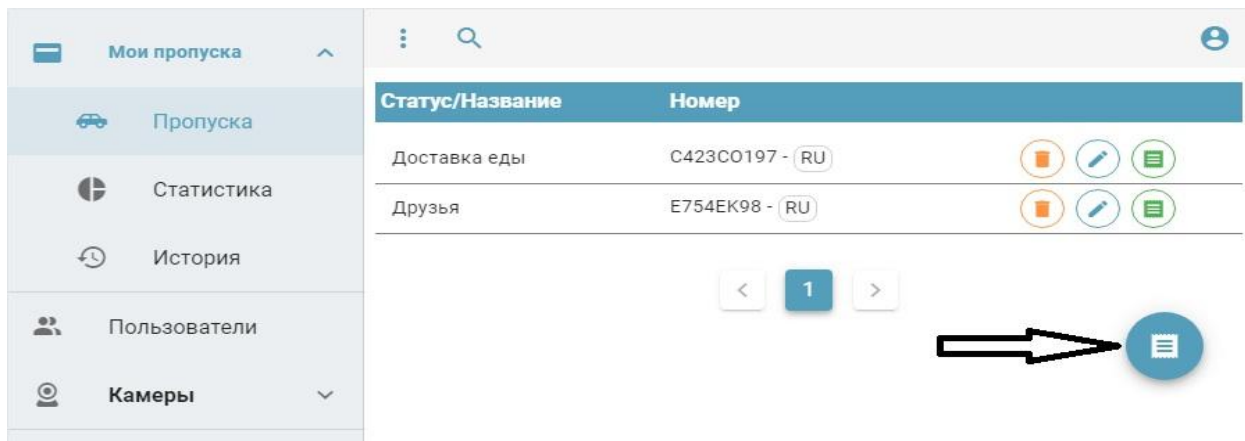 Мои пропуска
Пропуска
Статистика
История
Пользователи
Камеры
Статус/Название Номер
Доставка еды C423CO197 - RU
Друзья E754EK98 - RU
< 1 >